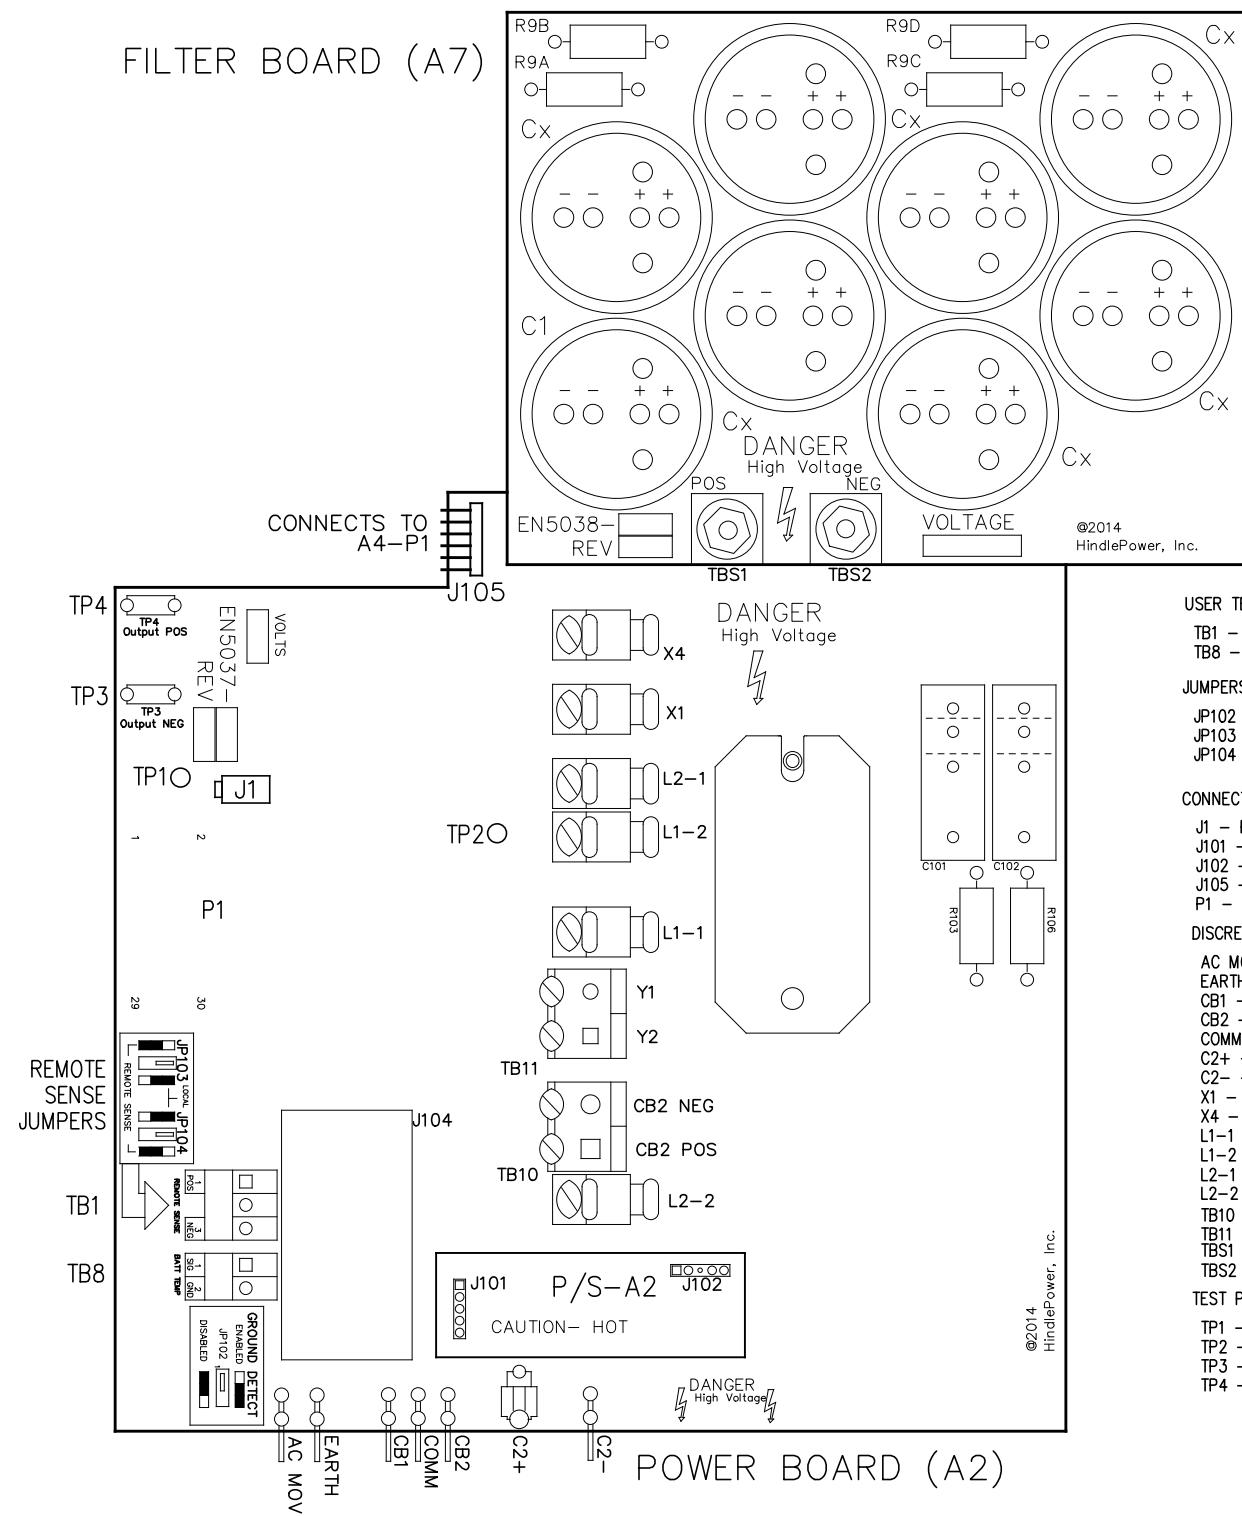 FILTER BOARD (A7)
R9B
R9A
R9D
R9C
Cx
Cx
Cx
C1
Cx
Cx
Cx
DANGER
High Voltage
POS
NEG
EN5038-
REV
VOLTAGE
@2014
HindlePower, Inc.
TBS1
TBS2
CONNECTS TO
A4-P1
J105
TP4
TP4
Output POS
TP3
TP3
Output NEG
EN5037-
REV
VOLTS
TP1
J1
1
2
P1
29
30
TP2
X4
X1
L2-1
L1-2
L1-1
Y1
Y2
TB11
CB2 NEG
CB2 POS
TB10
L2-2
DANGER
High Voltage
C101
C102
R103
R106
REMOTE
SENSE
JUMPERS
JP103
LOCAL
JP104
REMOTE SENSE
TB1
REMOTE SENSE
1
POS
3
NEG
TB8
BATT TEMP
1
SIG
2
GND
J104
GROUND DETECT
ENABLED
JP102
1
DISABLED
J101
P/S-A2
J102
CAUTION- HOT
DANGER
High Voltage
@2014
HindlePower, Inc.
AC MOV
EARTH
CB1
COMM
CB2
C2+
C2-
POWER BOARD (A2)
USER
TB1 -
TB8 -
JP102
JP103
JP104
J1 -
J101 -
J102 -
J105 -
P1 -
AC
CB1 -
CB2 -
COMM
C2+ -
C2- -
X1 -
X4 -
L1-1
L1-2
L2-1
L2-2
TB10
TB11
TBS1
TBS2
TEST
TP1 -
TP2 -
TP3 -
TP4 -